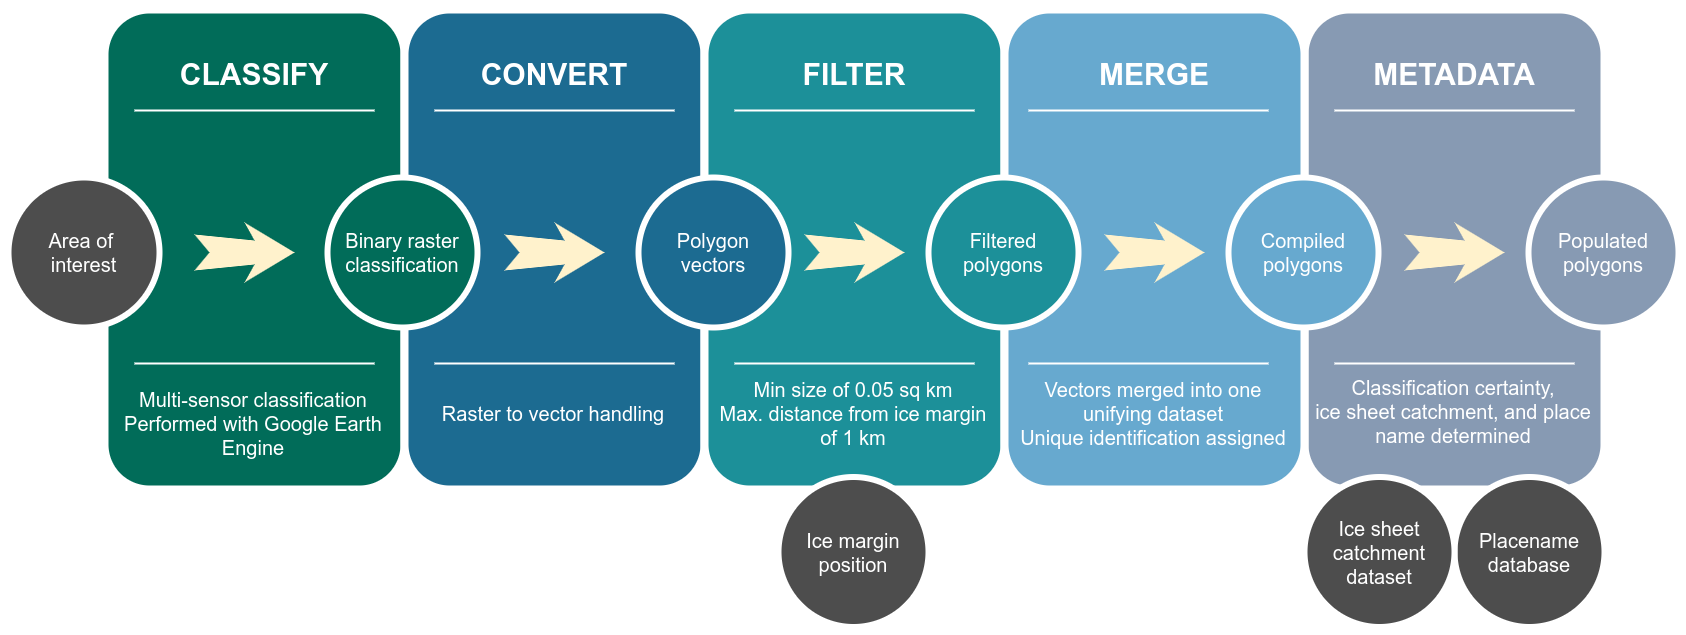 CLASSIFY
CONVERT
FILTER
MERGE
METADATA
Area of
interest
Binary raster
classification
Polygon
vectors
Filtered
polygons
Compiled
polygons
Populated
polygons
Multi-sensor classification
Performed with Google Earth
Engine
Raster to vector handling
Min size of 0.05 sq km
Max. distance from ice margin
of 1 km
Vectors merged into one
unifying dataset
Unique identification assigned
Classification certainty,
ice sheet catchment, and place
name determined
Ice margin
position
Ice sheet
catchment
dataset
Placename
database